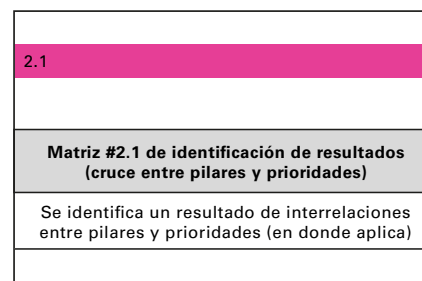 2.1
Matriz #2.1 de identificación de resultados
(cruce entre pilares y prioridades)
Se identifica un resultado de interrelaciones
entre pilares y prioridades (en donde aplica)